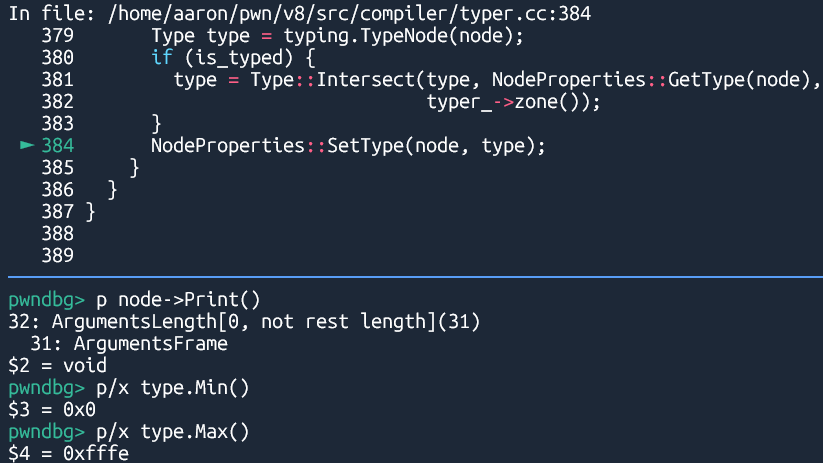 In file: /home/aaron/pwn/v8/src/compiler/typer.cc:384
379 Type type = typing.TypeNode(node);
380 if (is_typed) {
381 type = Type::Intersect(type, NodeProperties::GetType(node),
382 typer_->zone());
383 }
► 384 NodeProperties::SetType(node, type);
385 }
386 }
387 }
388
389
pwndbg> p node->Print()
32: ArgumentsLength[0, not rest length](31)
31: ArgumentsFrame
$2 = void
pwndbg> p/x type.Min()
$3 = 0x0
pwndbg> p/x type.Max()
$4 = 0xfffe